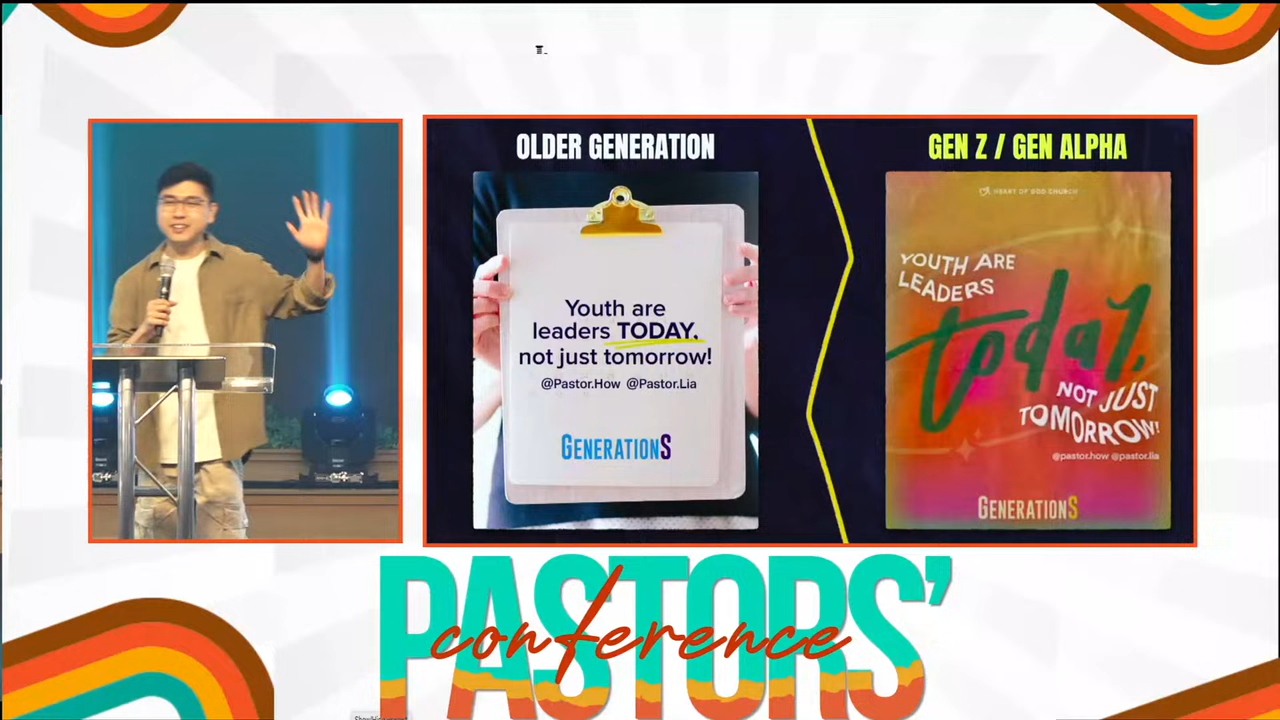 OLDER GENERATION
Youth are
leaders TODAY,
not just tomorrow!
@Pastor.How @Pastor.Lia
GENERATIONS
GEN Z / GEN ALPHA
HEART OF GOD CHURCH
YOUTH ARE
LEADERS
today,
NOT JUST
TOMORROW!
@pastor.how @pastor.lia
GENERATIONS
PASTORS'
conference